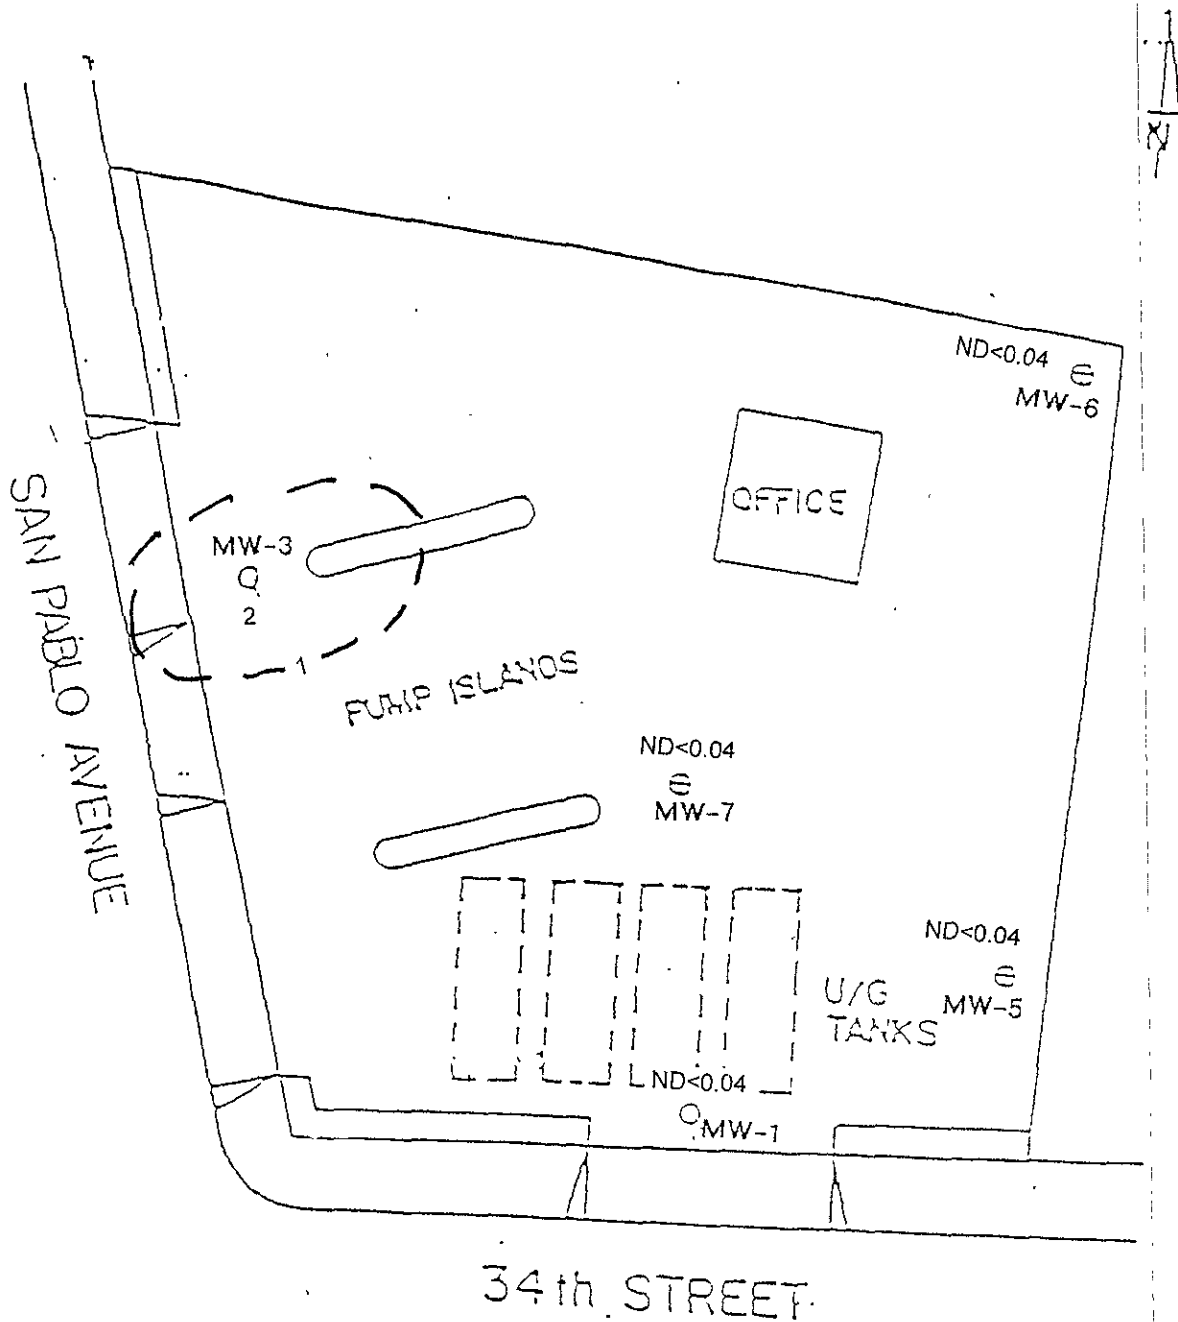 N
ND<0.04
MW-6
OFFICE
MW-3
2
1
PUMP ISLANDS
SAN PABLO AVENUE
ND<0.04
MW-7
ND<0.04
MW-5
U/G
TANKS
ND<0.04
MW-1
34th STREET